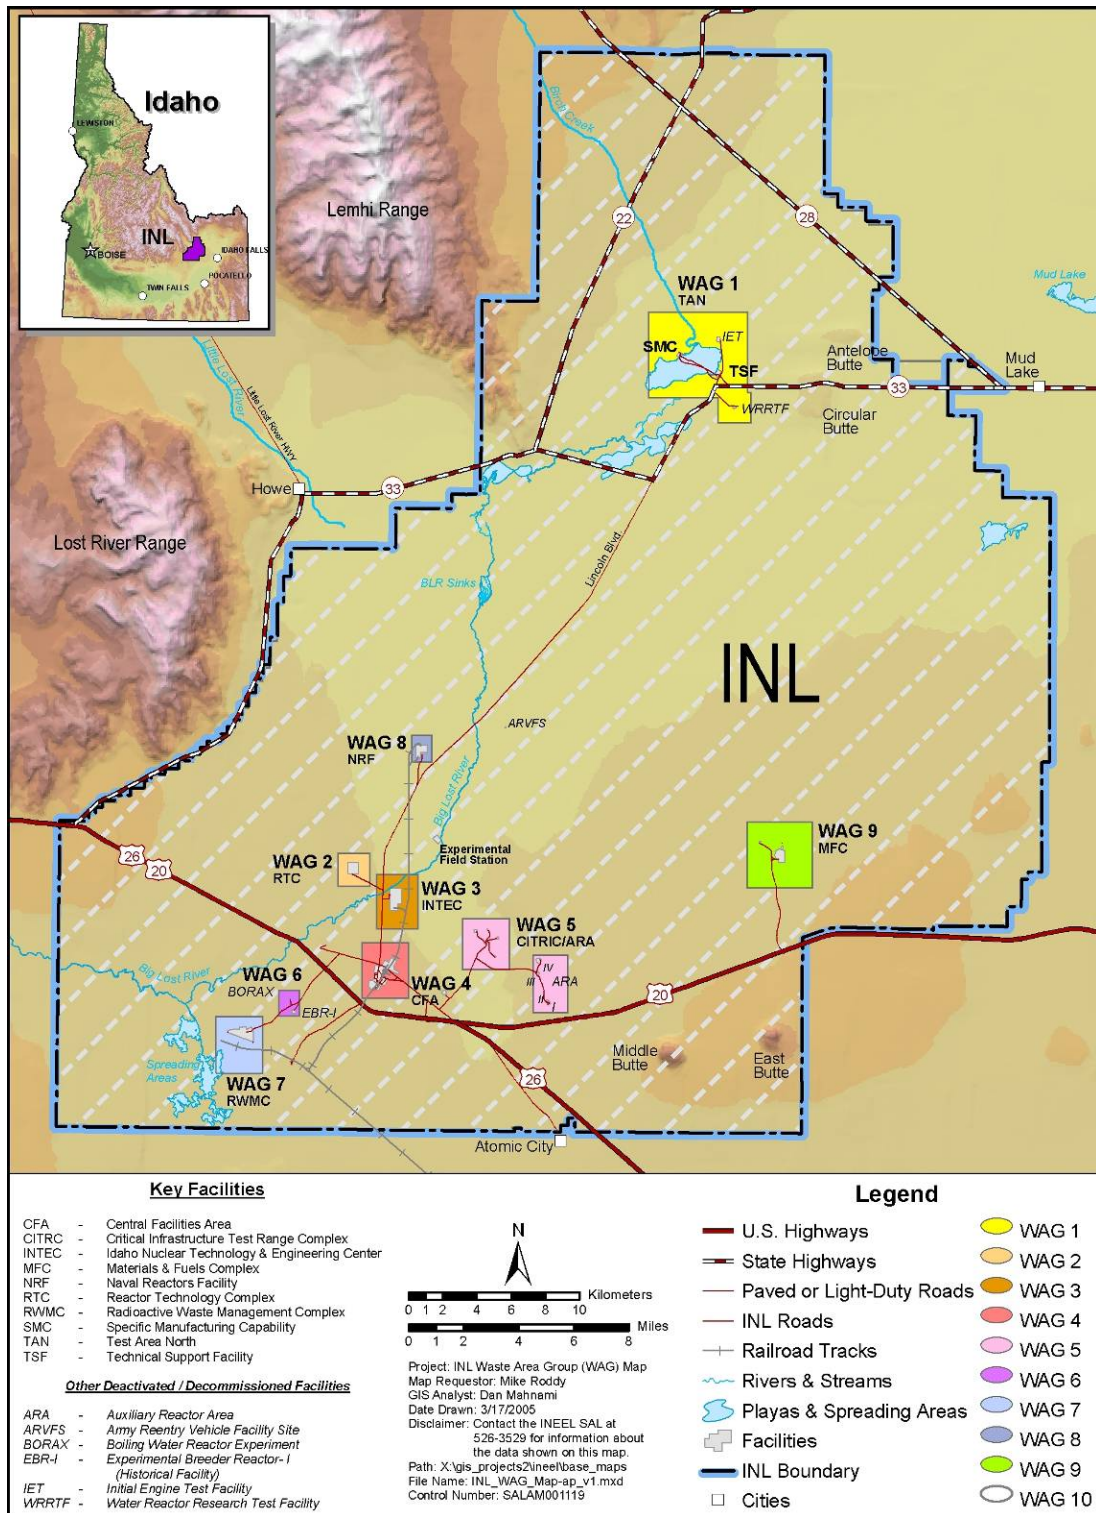 Idaho
LEWISTON
INL
BOISE
IDAHO FALLS
POCATELLO
TWIN FALLS
Lemhi Range
Birch Creek
22
28
Mud Lake
WAG 1
TAN
IET
SMC
TSF
WRRTF
Antelope
Butte
Mud
Lake
33
Circular
Butte
Little Lost River
Little Lost River HWY
Howe
33
Lost River Range
BLR Sinks
Lincoln Blvd.
INL
ARVFS
WAG 8
NRF
Big Lost River
Experimental
Field Station
WAG 9
MFC
26
20
WAG 2
RTC
WAG 3
INTEC
WAG 5
CITRIC/ARA
IV
III
ARA
II
I
Big Lost River
WAG 6
BORAX
EBR-I
WAG 4
CFA
20
Spreading
Areas
WAG 7
RWMC
Middle
Butte
East
Butte
26
Atomic City
Key Facilities
CFA - Central Facilities Area
CITRC - Critical Infrastructure Test Range Complex
INTEC - Idaho Nuclear Technology & Engineering Center
MFC - Materials & Fuels Complex
NRF - Naval Reactors Facility
RTC - Reactor Technology Complex
RWMC - Radioactive Waste Management Complex
SMC - Specific Manufacturing Capability
TAN - Test Area North
TSF - Technical Support Facility
Other Deactivated / Decommissioned Facilities
ARA - Auxiliary Reactor Area
ARVFS - Army Reentry Vehicle Facility Site
BORAX - Boiling Water Reactor Experiment
EBR-I - Experimental Breeder Reactor- I
(Historical Facility)
IET - Initial Engine Test Facility
WRRTF - Water Reactor Research Test Facility
N
Kilometers
0 1 2 4 6 8 10
Miles
0 2 4 6 8
Project: INL Waste Area Group (WAG) Map
Map Requestor: Mike Roddy
GIS Analyst: Dan Mahnami
Date Drawn: 3/17/2005
Disclaimer: Contact the INEEL SAL at
526-3529 for information about
the data shown on this map.
Path: X:\gis_projects2\ineel\base_maps
File Name: INL_WAG_Map-ap_v1.mxd
Control Number: SALAM001119
Legend
U.S. Highways
State Highways
Paved or Light-Duty Roads
INL Roads
Railroad Tracks
Rivers & Streams
Playas & Spreading Areas
Facilities
INL Boundary
Cities
WAG 1
WAG 2
WAG 3
WAG 4
WAG 5
WAG 6
WAG 7
WAG 8
WAG 9
WAG 10